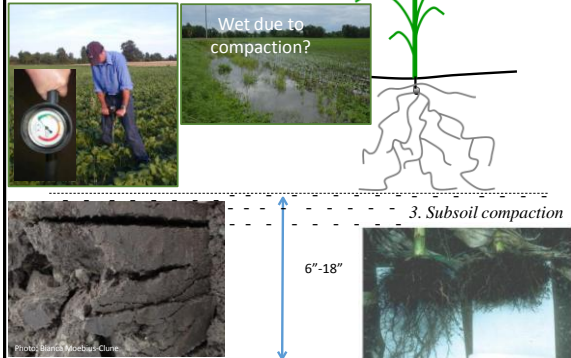 Wet due to
compaction?
3. Subsoil compaction
6”-18”
Photo: Bianca Moebius-Clune